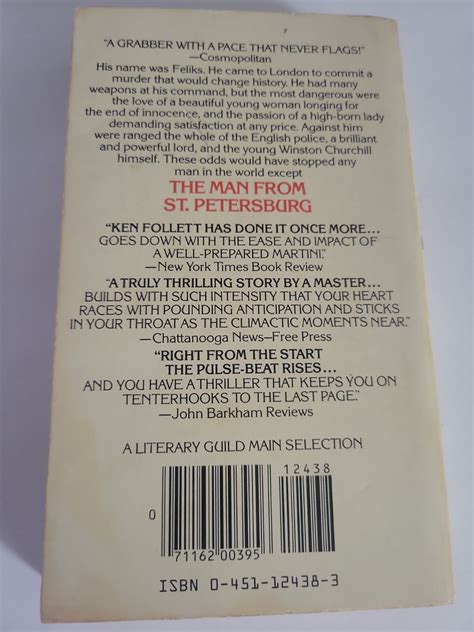 "A GRABBER WITH A PACE THAT NEVER FLAGS!"
—Cosmopolitan
His name was Feliks. He came to London to commit a
murder that would change history. He had many
weapons at his command, but the most dangerous were
the love of a beautiful young woman longing for
the end of innocence, and the passion of a high-born lady
demanding satisfaction at any price. Against him
were ranged the whole of the English police, a brilliant
and powerful lord, and the young Winston Churchill
himself. These odds would have stopped any
man in the world except
THE MAN FROM
ST. PETERSBURG
"KEN FOLLETT HAS DONE IT ONCE MORE...
GOES DOWN WITH THE EASE AND IMPACT OF
A WELL-PREPARED MARTINI."
—New York Times Book Review
"A TRULY THRILLING STORY BY A MASTER...
BUILDS WITH SUCH INTENSITY THAT YOUR HEART
RACES WITH POUNDING ANTICIPATION AND STICKS
IN YOUR THROAT AS THE CLIMACTIC MOMENTS NEAR."
—Chattanooga News–Free Press
"RIGHT FROM THE START
THE PULSE-BEAT RISES...
AND YOU HAVE A THRILLER THAT KEEPS YOU ON
TENTERHOOKS TO THE LAST PAGE."
—John Barkham Reviews
A LITERARY GUILD MAIN SELECTION
12438
0
71162 00395
ISBN 0-451-12438-3